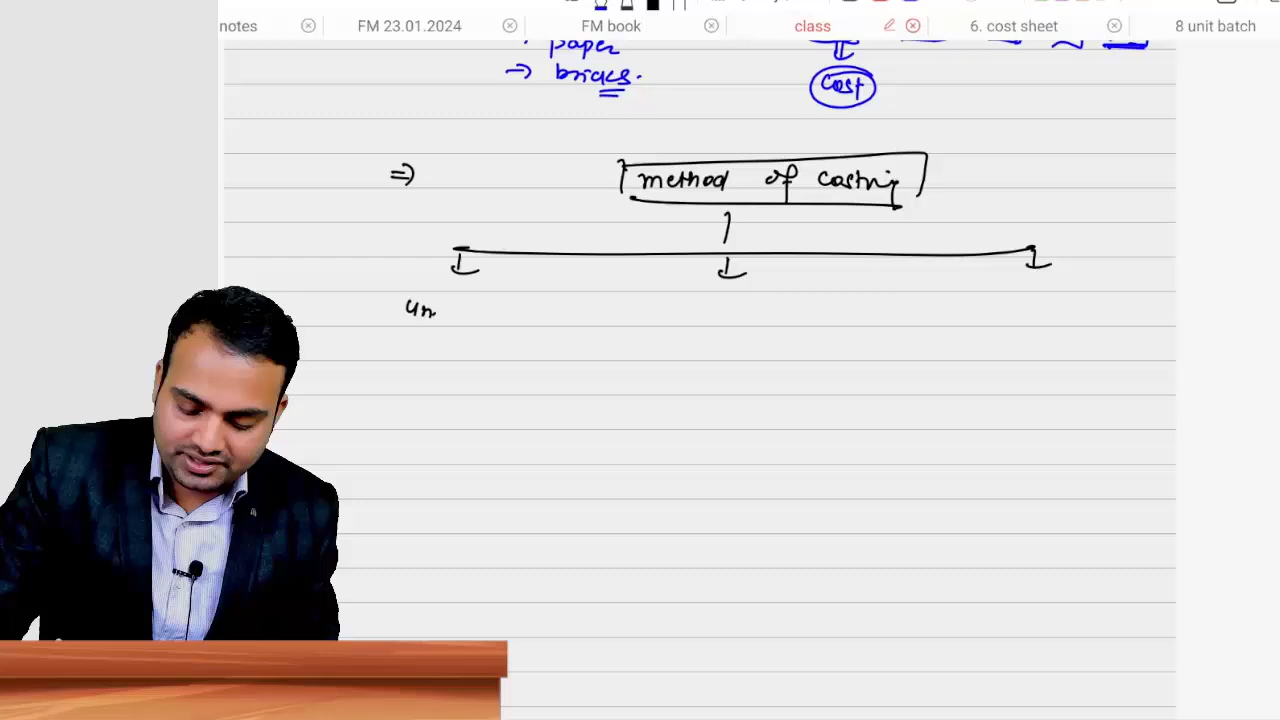 notes FM 23.01.2024 FM book class 6. cost sheet 8 unit batch
paper
⇒ bricks.
cost
⇒ method of costing
un